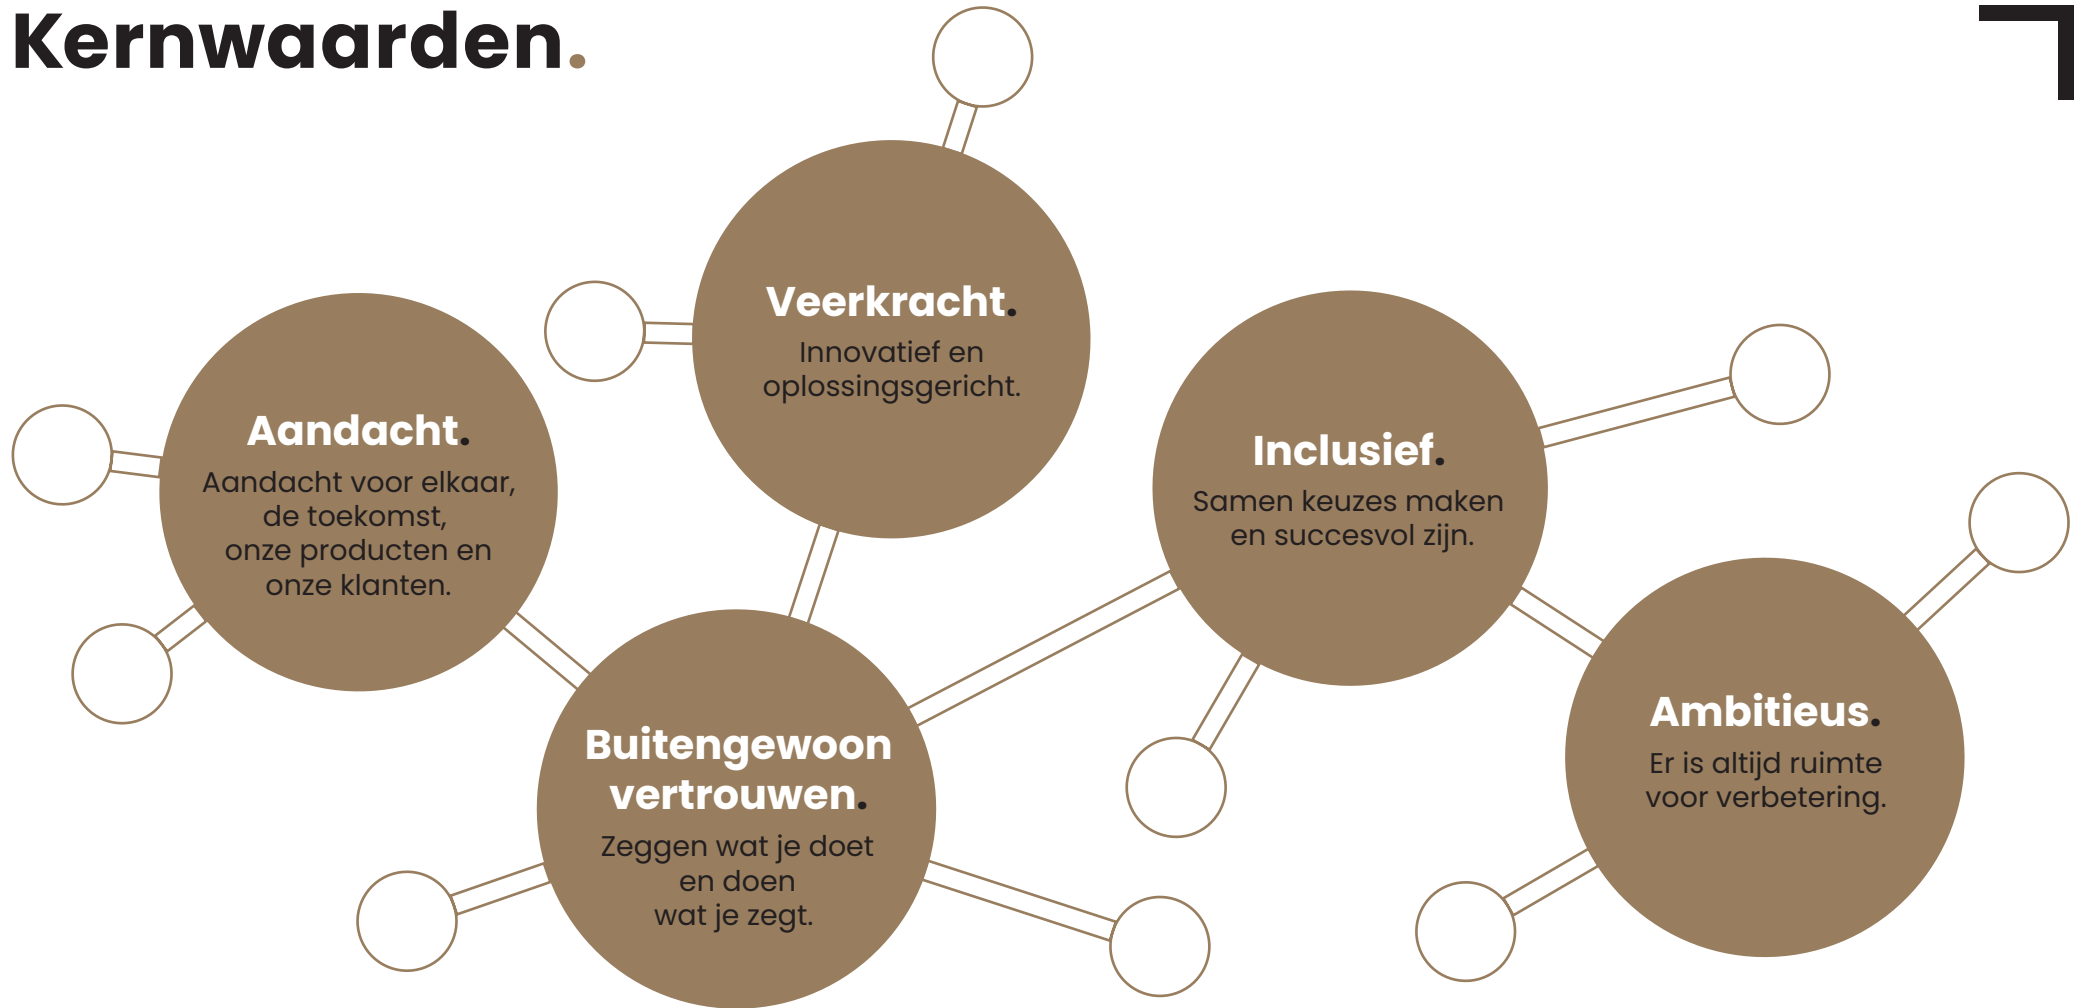 Kernwaarden.
Veerkracht.
Innovatief en
oplossingsgericht.
Aandacht.
Aandacht voor elkaar,
de toekomst,
onze producten en
onze klanten.
Inclusief.
Samen keuzes maken
en succesvol zijn.
Buitengewoon
vertrouwen.
Zeggen wat je doet
en doen
wat je zegt.
Ambitieus.
Er is altijd ruimte
voor verbetering.